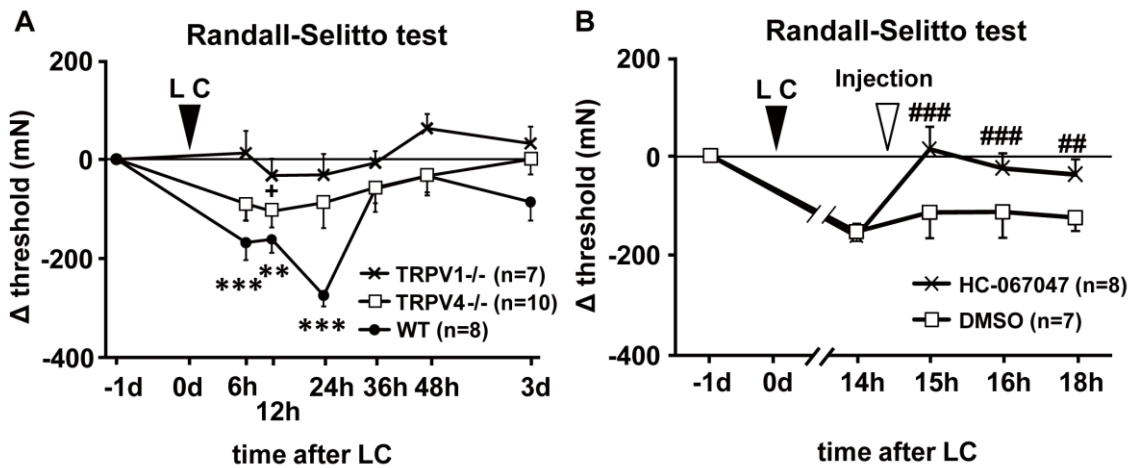 A
Randall-Selitto test
Δ threshold (mN)
200
0
-200
-400
L C
+
***
**
***
TRPV1-/- (n=7)
TRPV4-/- (n=10)
WT (n=8)
-1d 0d 6h 12h 24h 36h 48h 3d
time after LC
B
Randall-Selitto test
Δ threshold (mN)
200
0
-200
-400
L C
Injection
###
###
##
HC-067047 (n=8)
DMSO (n=7)
-1d 0d 14h 15h 16h 18h
time after LC